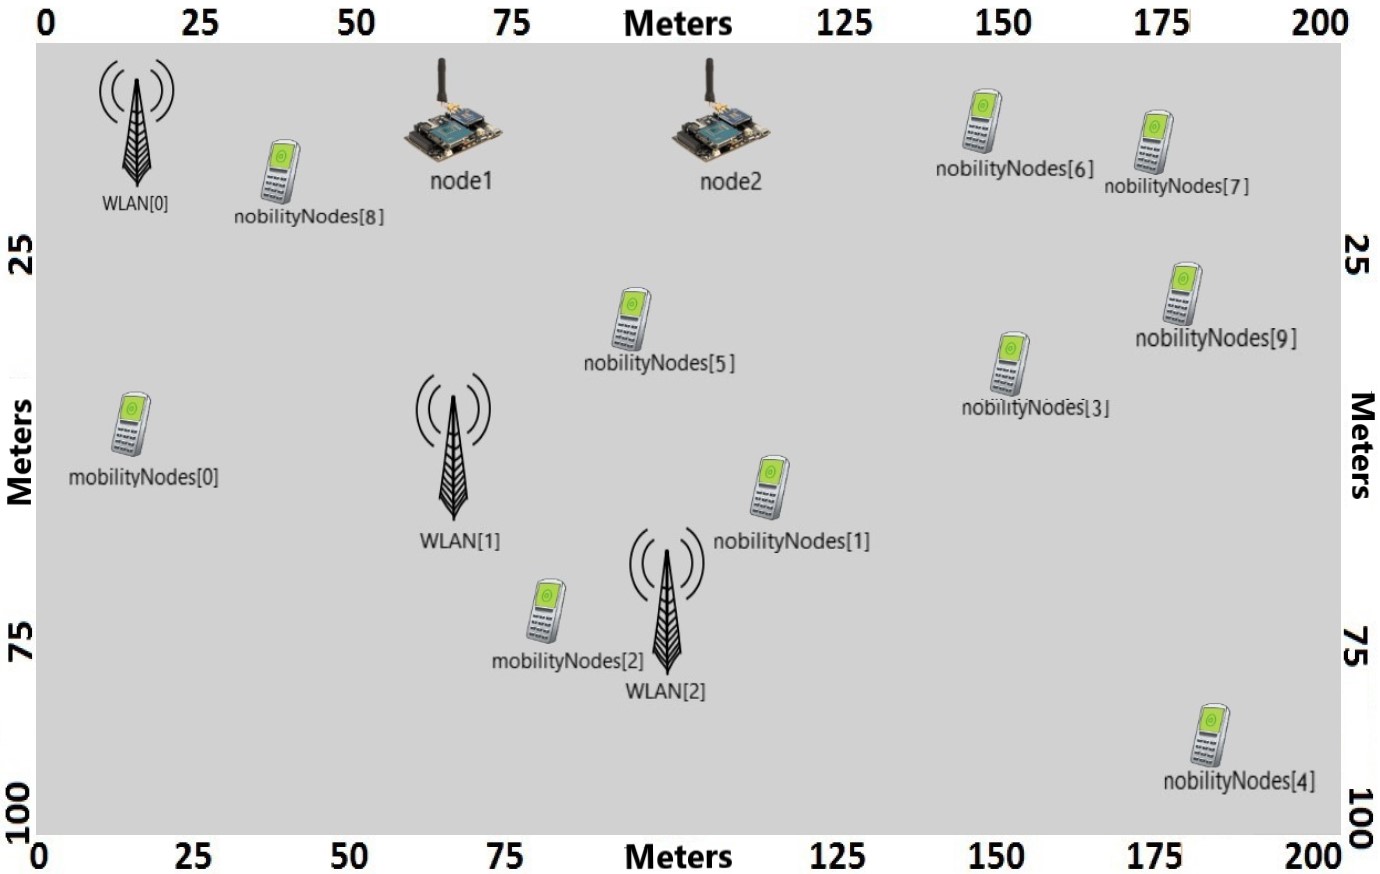 0 25 50 75 Meters 125 150 175 200
WLAN[0]
nobilityNodes[8]
node1
node2
nobilityNodes[6]
nobilityNodes[7]
25
25
nobilityNodes[5]
nobilityNodes[9]
nobilityNodes[3]
Meters
Meters
mobilityNodes[0]
WLAN[1]
nobilityNodes[1]
75
75
mobilityNodes[2]
WLAN[2]
nobilityNodes[4]
100
100
0 25 50 75 Meters 125 150 175 200